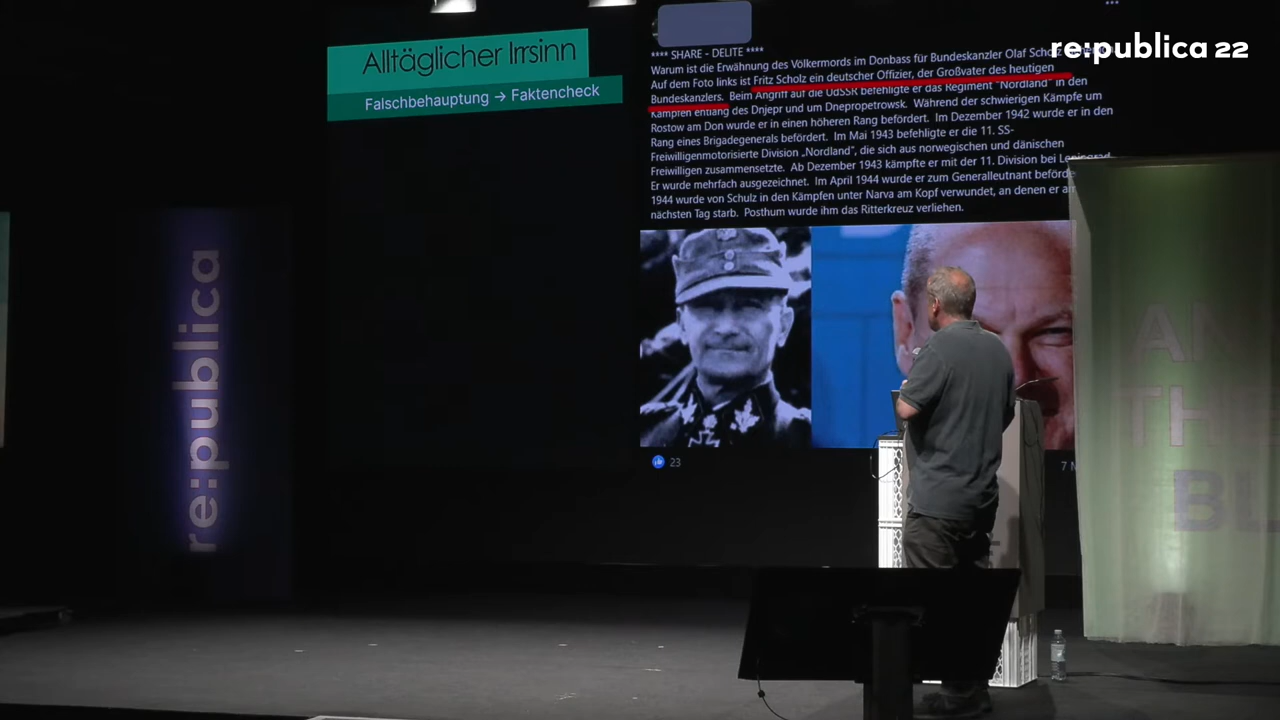 re:publica 22
Alltäglicher Irrsinn
Falschbehauptung → Faktencheck
**** SHARE - DELITE ****
Warum ist die Erwähnung des Völkermords im Donbass für Bundeskanzler Olaf
Auf dem Foto links ist Fritz Scholz ein deutscher Offizier, der Großvater des heutigen
Bundeskanzlers. Beim Angriff auf die UdSSR befehligte er das Regiment "Nordland" in den
Kämpfen entlang des Dnjepr und um Dnepropetrowsk. Während der schwierigen Kämpfe um
Rostow am Don wurde er in einen höheren Rang befördert. Im Dezember 1942 wurde er in den
Rang eines Brigadegenerals befördert. Im Mai 1943 befehligte er die 11. SS-
Freiwilligenmotorisierte Division „Nordland", die sich aus norwegischen und dänischen
Freiwilligen zusammensetzte. Ab Dezember 1943 kämpfte er mit der 11. Division bei Leningrad
Er wurde mehrfach ausgezeichnet. Im April 1944 wurde er zum Generalleutnant
1944 wurde von Schulz in den Kämpfen unter Narva am Kopf verwundet, an denen er
nächsten Tag starb. Posthum wurde ihm das Ritterkreuz verliehen.
23
7
re:publica
AN
THE
BL